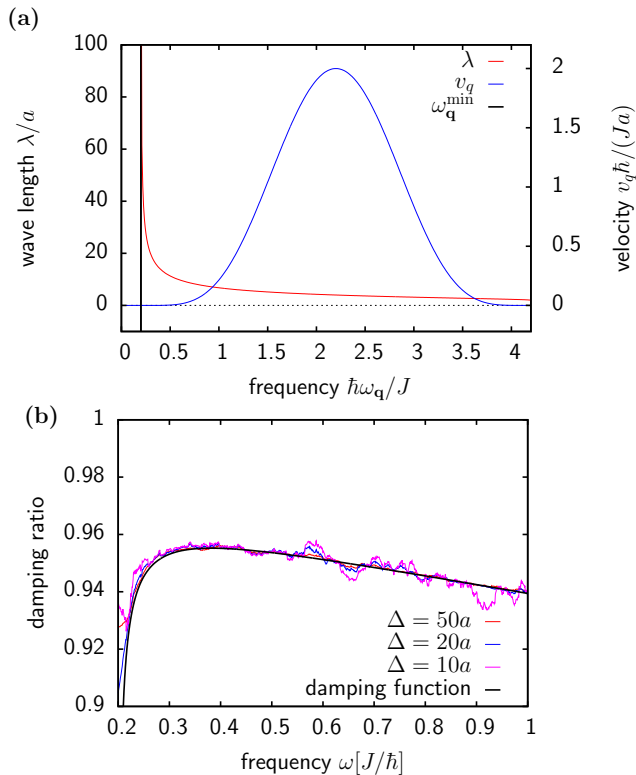 (a)
100
80
60
40
20
0
wave length λ/a
λ
v_q
ω_q^min
2
1.5
1
0.5
0
velocity v_qħ/(Ja)
0 0.5 1 1.5 2 2.5 3 3.5 4
frequency ħω_q/J
(b)
1
0.98
0.96
0.94
0.92
0.9
damping ratio
Δ = 50a
Δ = 20a
Δ = 10a
damping function
0.2 0.3 0.4 0.5 0.6 0.7 0.8 0.9 1
frequency ω[J/ħ]